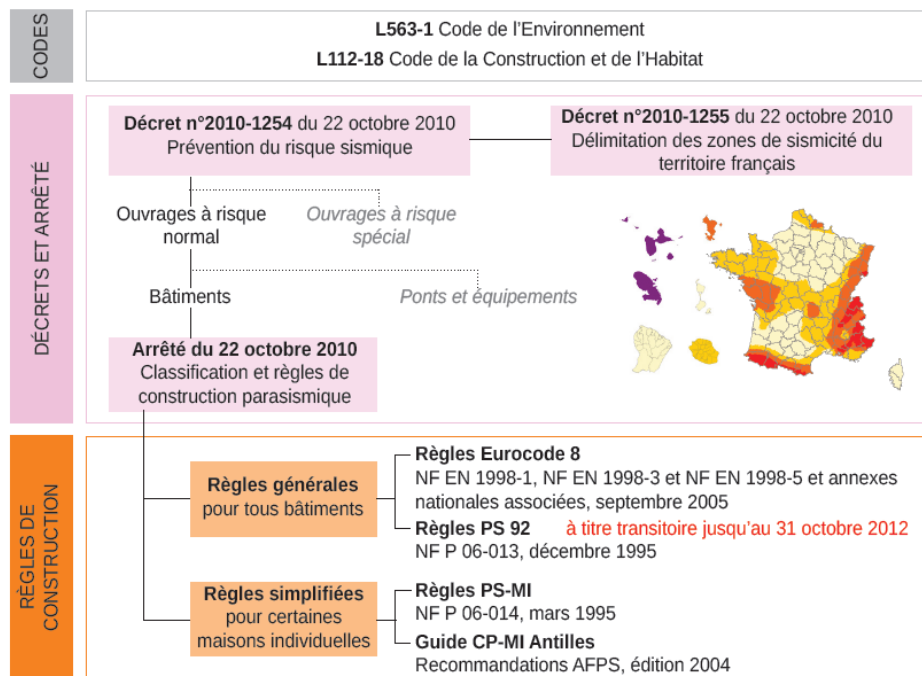 CODES
L563-1 Code de l'Environnement
L112-18 Code de la Construction et de l'Habitat
DÉCRETS ET ARRÊTÉ
Décret n°2010-1254 du 22 octobre 2010
Prévention du risque sismique
Décret n°2010-1255 du 22 octobre 2010
Délimitation des zones de sismicité du
territoire français
Ouvrages à risque
normal
Ouvrages à risque
spécial
Bâtiments
Ponts et équipements
Arrêté du 22 octobre 2010
Classification et règles de
construction parasismique
RÈGLES DE
CONSTRUCTION
Règles générales
pour tous bâtiments
Règles Eurocode 8
NF EN 1998-1, NF EN 1998-3 et NF EN 1998-5 et annexes
nationales associées, septembre 2005
Règles PS 92 à titre transitoire jusqu'au 31 octobre 2012
NF P 06-013, décembre 1995
Règles simplifiées
pour certaines
maisons individuelles
Règles PS-MI
NF P 06-014, mars 1995
Guide CP-MI Antilles
Recommandations AFPS, édition 2004